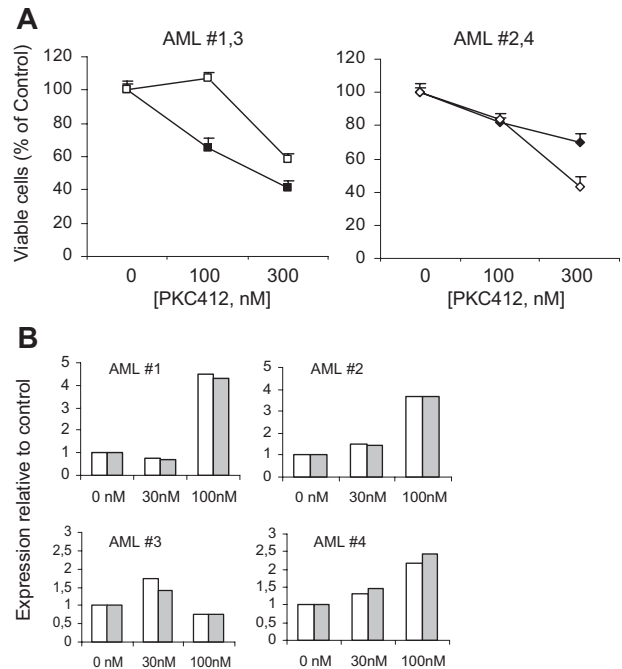 A
AML #1,3
AML #2,4
Viable cells (% of Control)
120
100
80
60
40
20
0
0 100 300
[PKC412, nM]
120
100
80
60
40
20
0
0 100 300
[PKC412, nM]
B
Expression relative to control
AML #1
5
4
3
2
1
0
0 nM 30nM 100nM
AML #2
5
4
3
2
1
0
0 nM 30nM 100nM
AML #3
3
2,5
2
1,5
1
0,5
0
0 nM 30nM 100nM
AML #4
3
2,5
2
1,5
1
0,5
0
0 nM 30nM 100nM